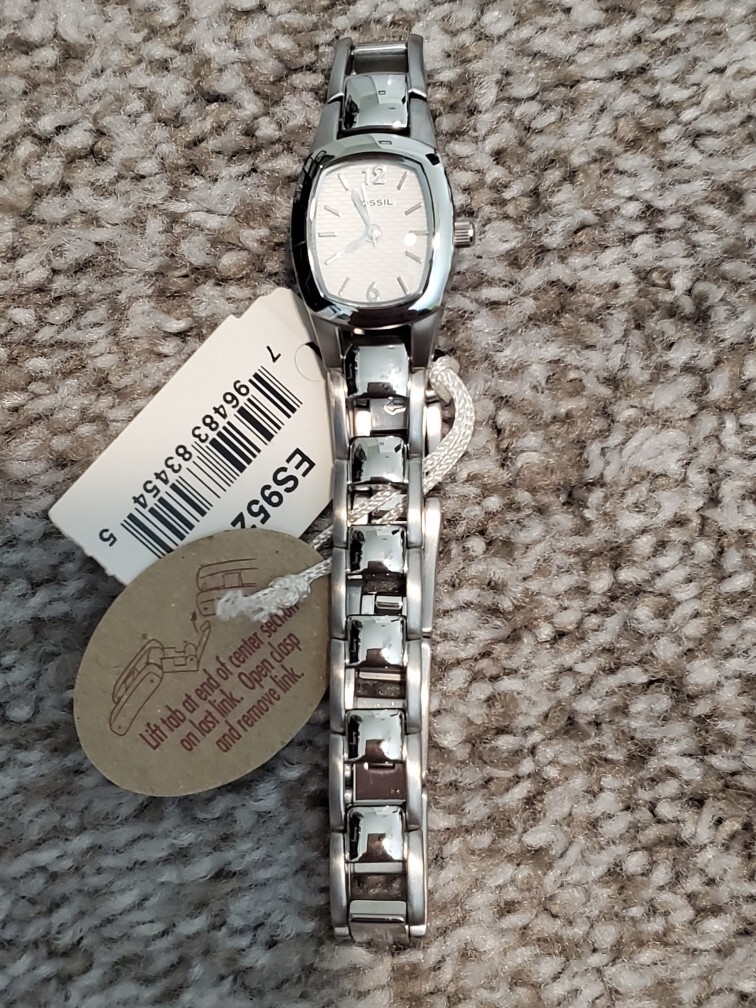 12
FOSSIL
6
7 96483 83454 5
ES952
Lift tab at end of center section
on last link. Open clasp
and remove link.